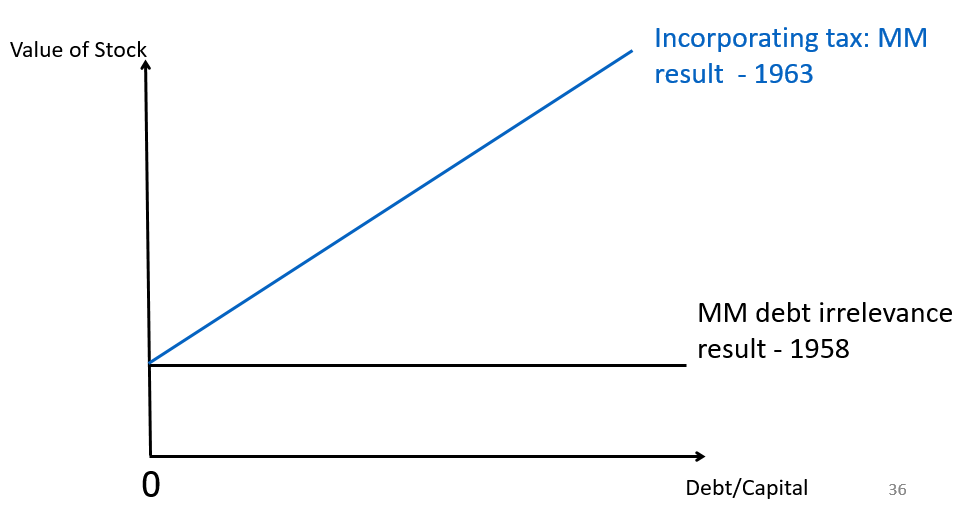 Value of Stock
Incorporating tax: MM
result  - 1963
MM debt irrelevance
result - 1958
0
Debt/Capital
36